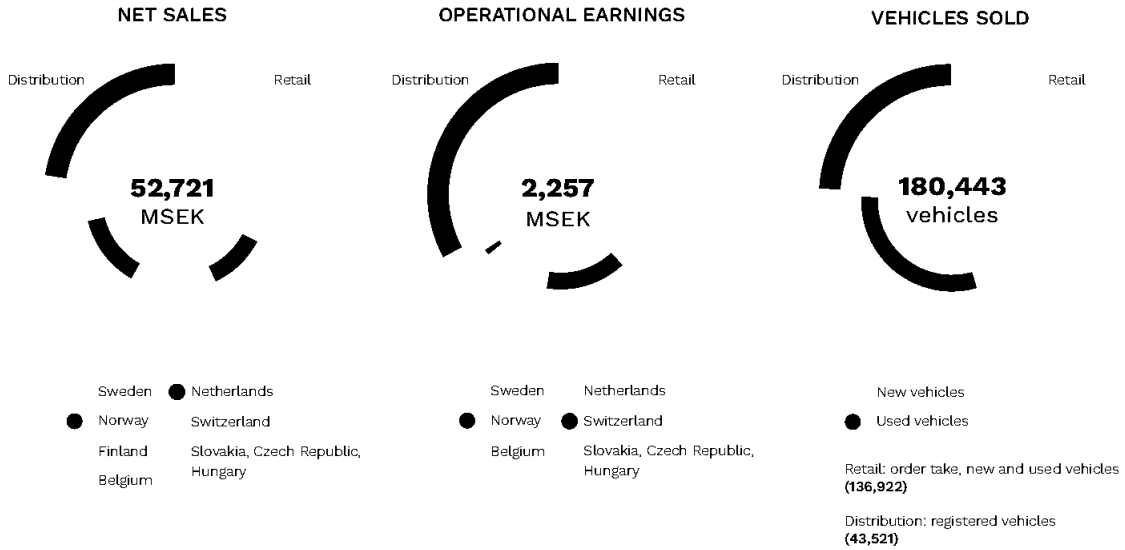 NET SALES
Distribution
Retail
52,721
MSEK
Sweden
Norway
Finland
Belgium
Netherlands
Switzerland
Slovakia, Czech Republic,
Hungary
OPERATIONAL EARNINGS
Distribution
Retail
2,257
MSEK
Sweden
Norway
Belgium
Netherlands
Switzerland
Slovakia, Czech Republic,
Hungary
VEHICLES SOLD
Distribution
Retail
180,443
vehicles
New vehicles
Used vehicles
Retail: order take, new and used vehicles
(136,922)
Distribution: registered vehicles
(43,521)